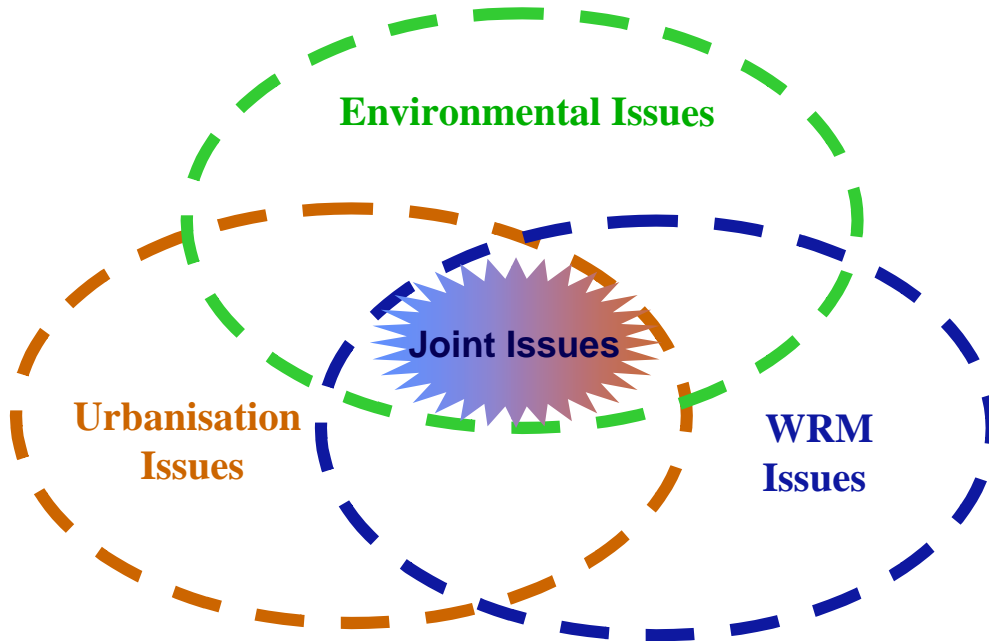 Environmental Issues
Joint Issues
Urbanisation
Issues
WRM
Issues